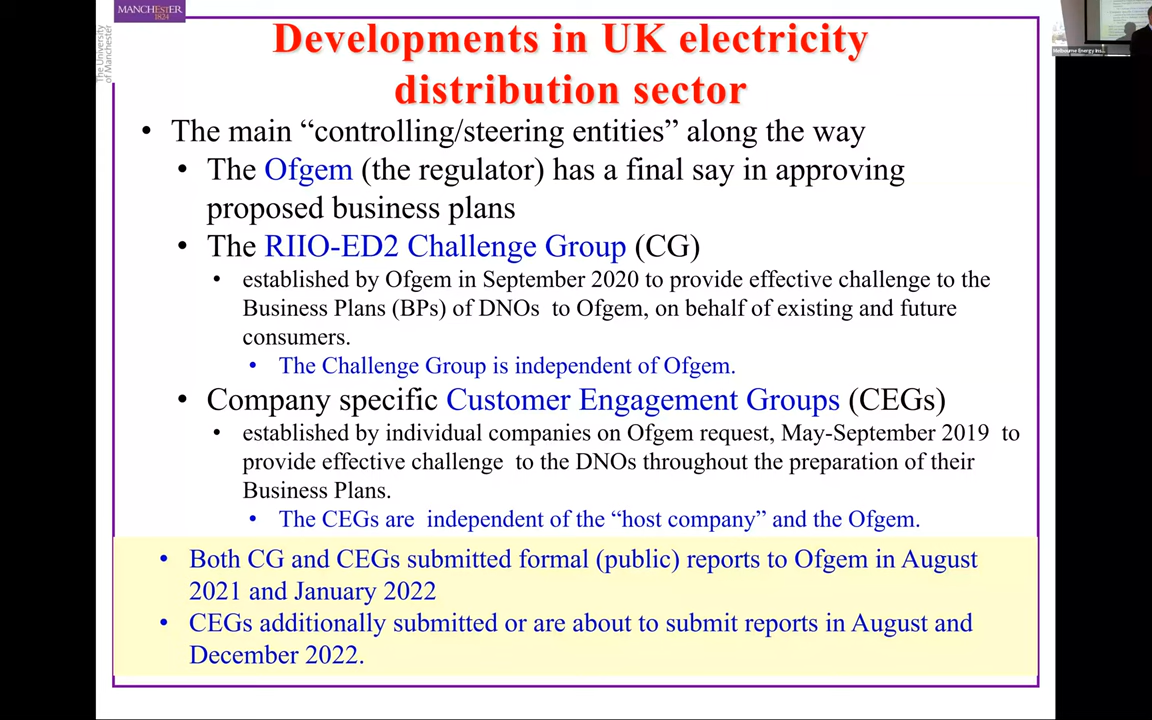 MANCHESTER
1824
The University
of Manchester
Developments in UK electricity
distribution sector
• The main “controlling/steering entities” along the way
• The Ofgem (the regulator) has a final say in approving
proposed business plans
• The RIIO-ED2 Challenge Group (CG)
• established by Ofgem in September 2020 to provide effective challenge to the
Business Plans (BPs) of DNOs to Ofgem, on behalf of existing and future
consumers.
• The Challenge Group is independent of Ofgem.
• Company specific Customer Engagement Groups (CEGs)
• established by individual companies on Ofgem request, May-September 2019 to
provide effective challenge to the DNOs throughout the preparation of their
Business Plans.
• The CEGs are independent of the “host company” and the Ofgem.
• Both CG and CEGs submitted formal (public) reports to Ofgem in August
2021 and January 2022
• CEGs additionally submitted or are about to submit reports in August and
December 2022.
Melbourne Energy Ins...